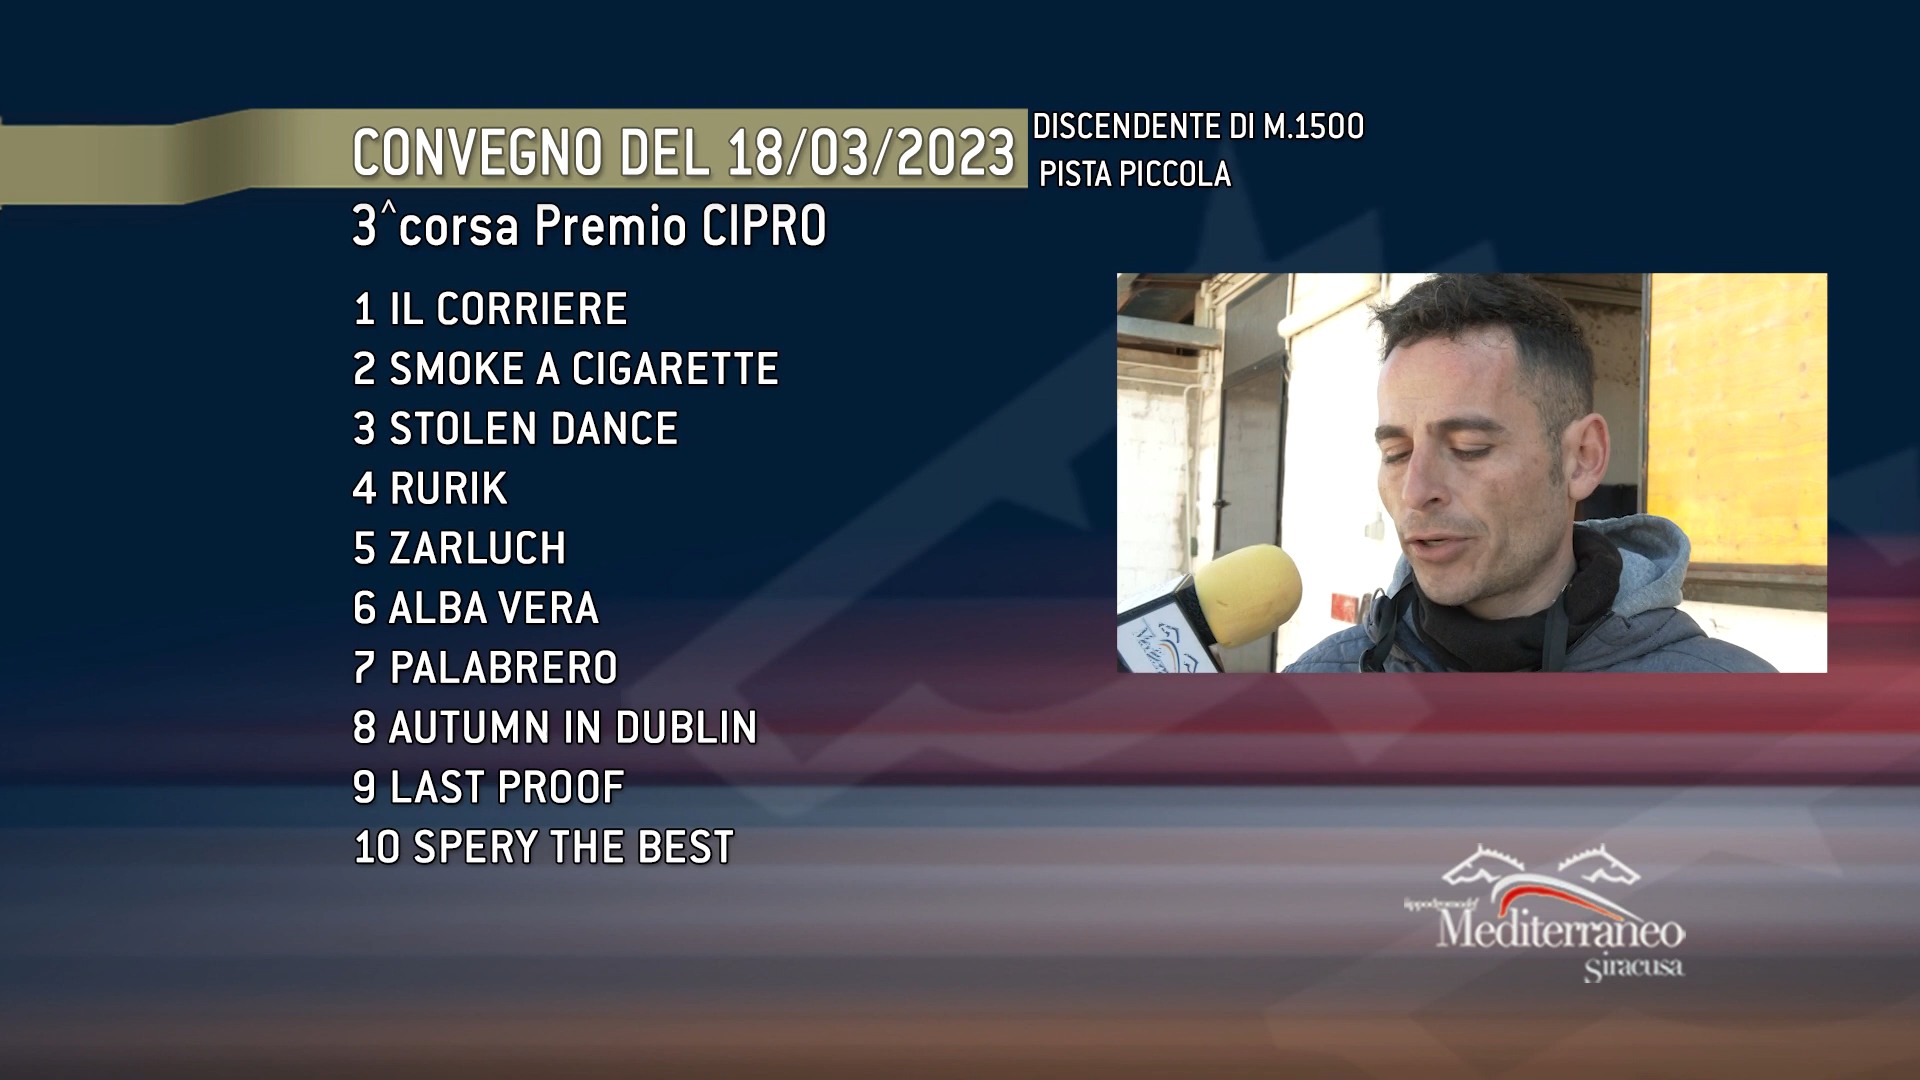 CONVEGNO DEL 18/03/2023
DISCENDENTE DI M.1500
PISTA PICCOLA
3^corsa Premio CIPRO
1 IL CORRIERE
2 SMOKE A CIGARETTE
3 STOLEN DANCE
4 RURIK
5 ZARLUCH
6 ALBA VERA
7 PALABRERO
8 AUTUMN IN DUBLIN
9 LAST PROOF
10 SPERY THE BEST
ippodromo del
Mediterraneo
Siracusa